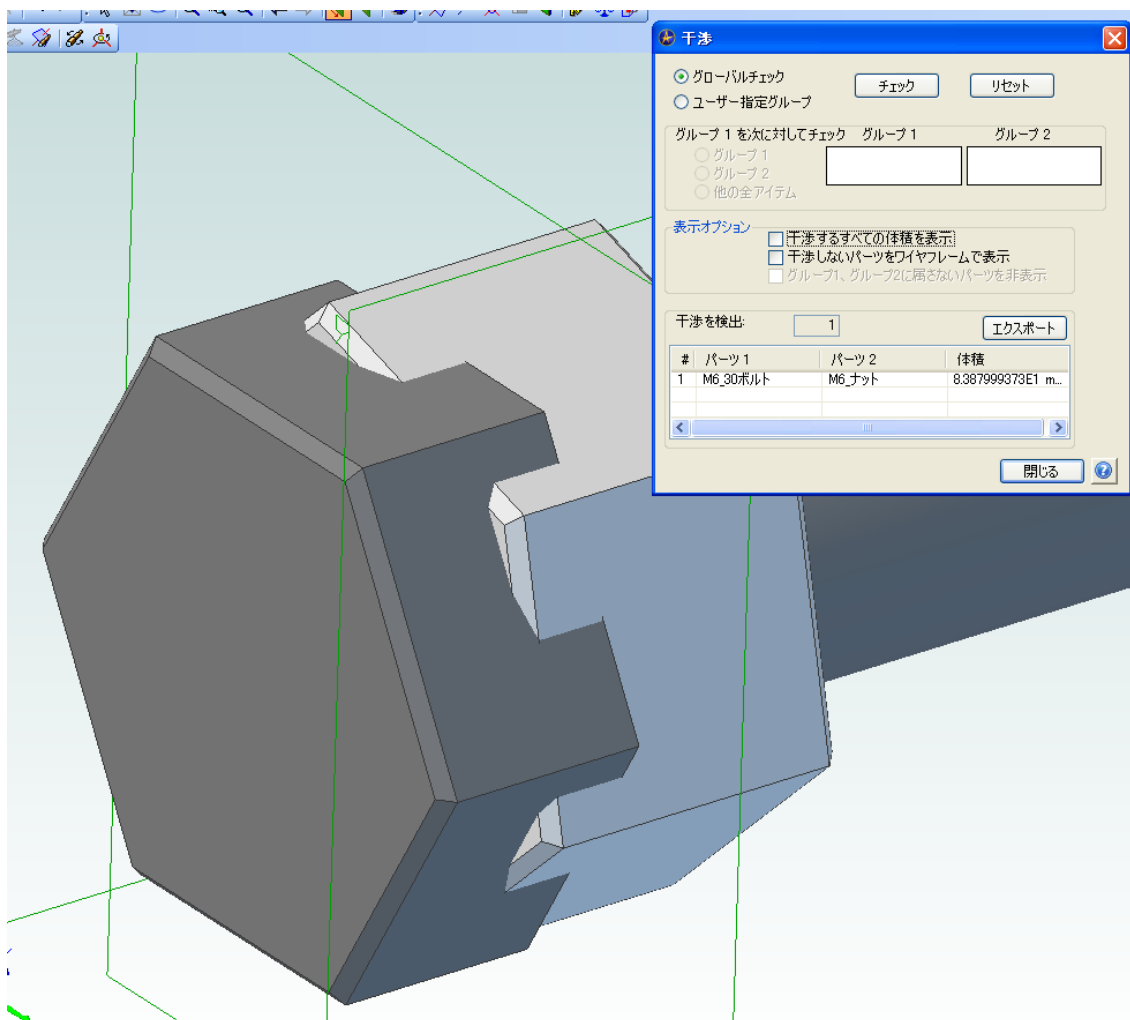 干渉
グローバルチェック
チェック
リセット
ユーザー指定グループ
グループ 1 を次に対してチェック グループ 1 グループ 2
グループ 1
グループ 2
他の全アイテム
表示オプション
干渉するすべての体積を表示
干渉しないパーツをワイヤフレームで表示
グループ1、グループ2に属さないパーツを非表示
干渉を検出: 1 エクスポート
# パーツ 1 パーツ 2 体積
1 M6_30ボルト M6_ナット 8.387999373E1 m...
閉じる